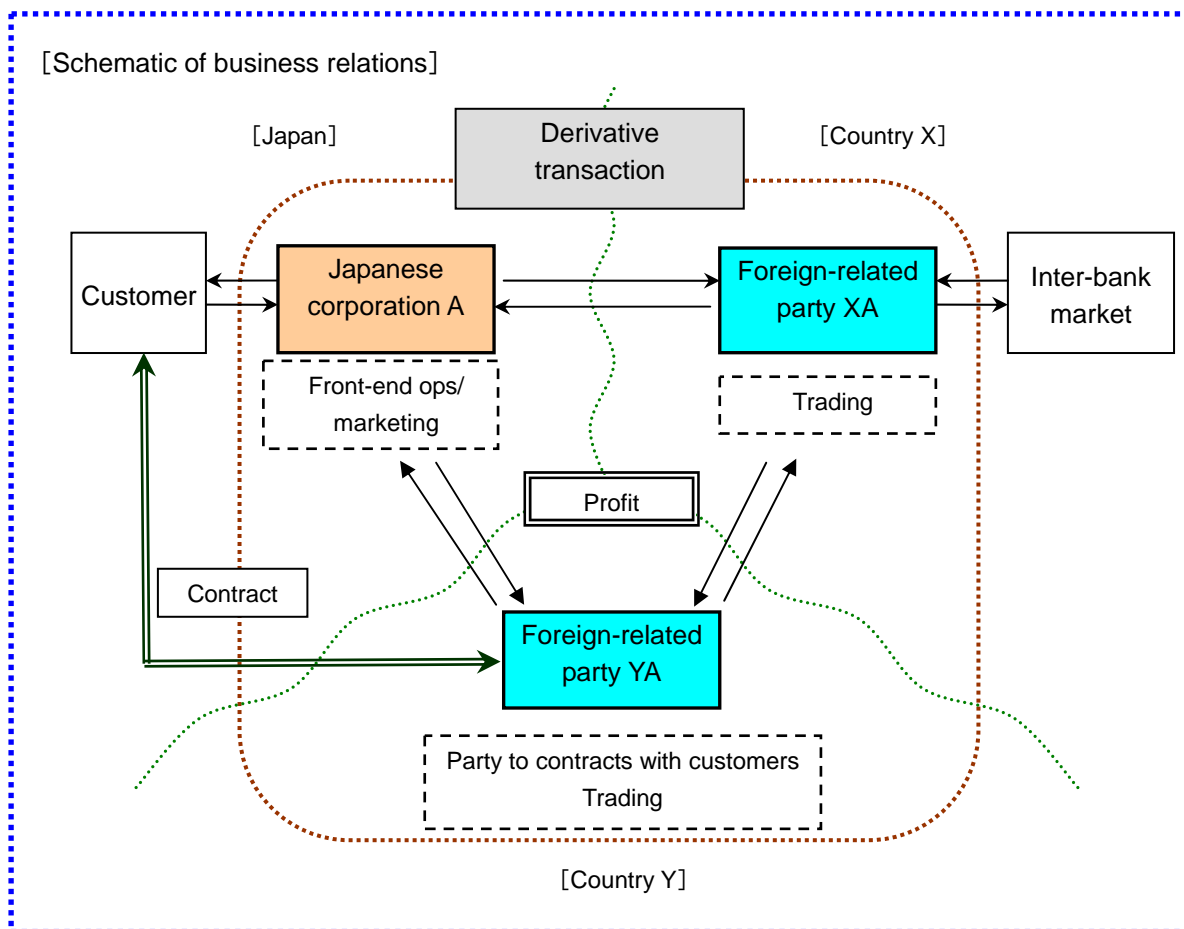 ［Schematic of business relations］
［Japan］
Derivative
transaction
［Country X］
Customer
Japanese
corporation A
Foreign-related
party XA
Inter-bank
market
Front-end ops/
marketing
Trading
Profit
Contract
Foreign-related
party YA
Party to contracts with customers
Trading
［Country Y］